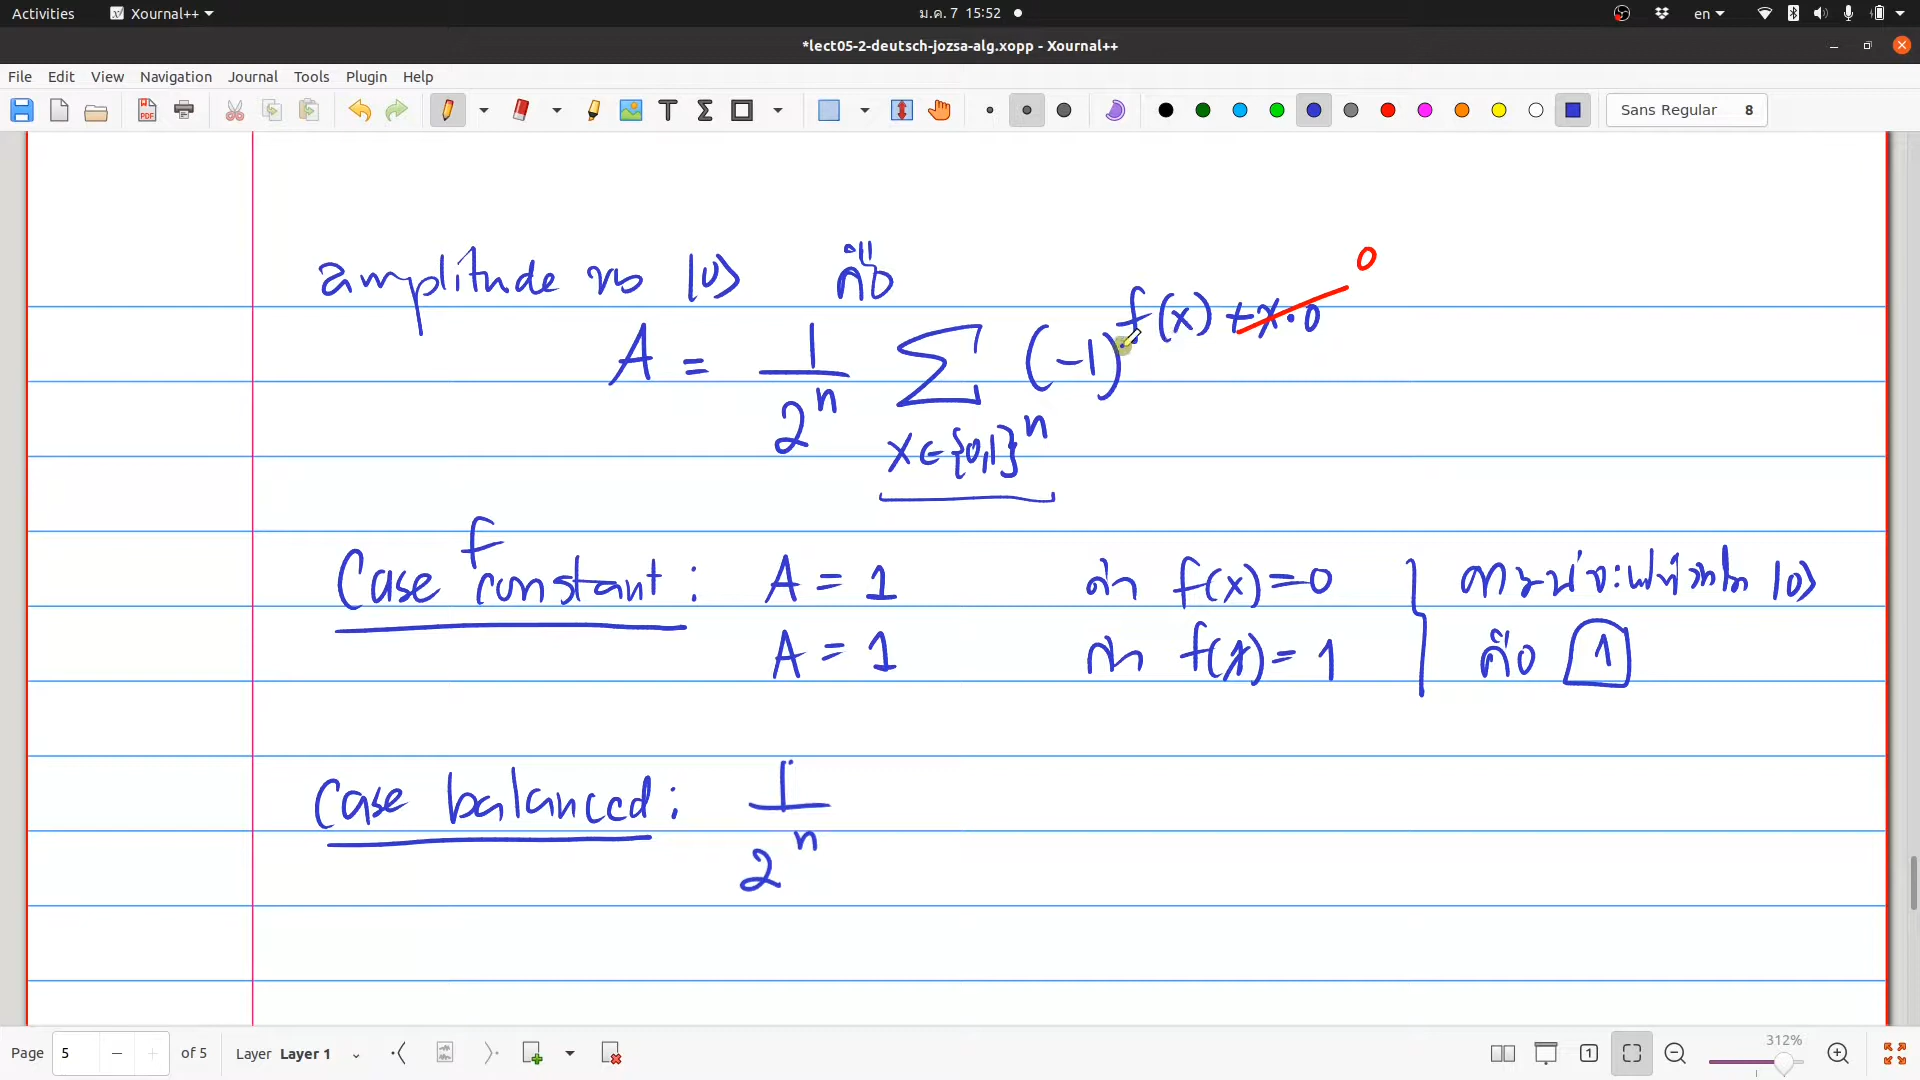 Activities Xournal++ ม.ค. 7 15:52 en
*lect05-2-deutsch-jozsa-alg.xopp - Xournal++
File Edit View Navigation Journal Tools Plugin Help
Sans Regular 8
amplitude ของ |0⟩ คือ
0
A = 1/2^n ∑ (-1)^f(x) + x·0
x∈{0,1}^n
f
Case constant: A = 1 ถ้า f(x)=0 |0⟩
A = 1 ถ้า f(x)= 1 คือ 1
Case balanced: 1/2^n
Page 5 of 5 Layer Layer 1 312%